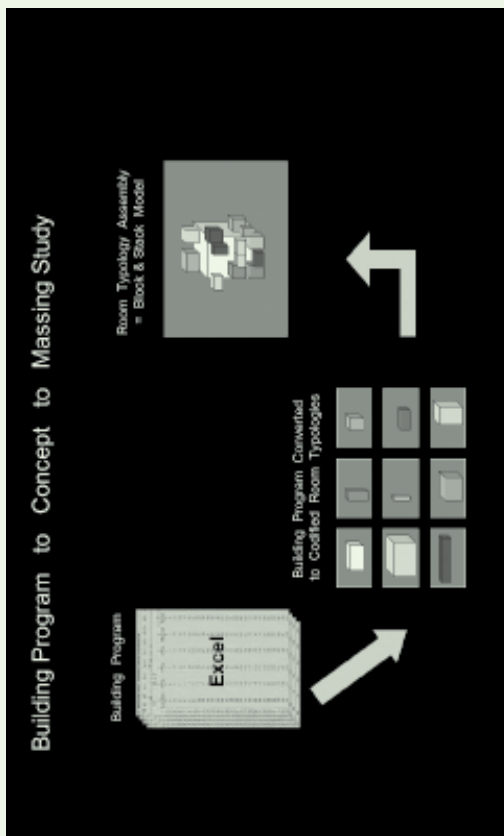 Building Program to Concept to Massing Study
Building Program
Excel
Building Program Converted
to Codified Room Typologies
Room Typology Assembly
= Block & Stack Model